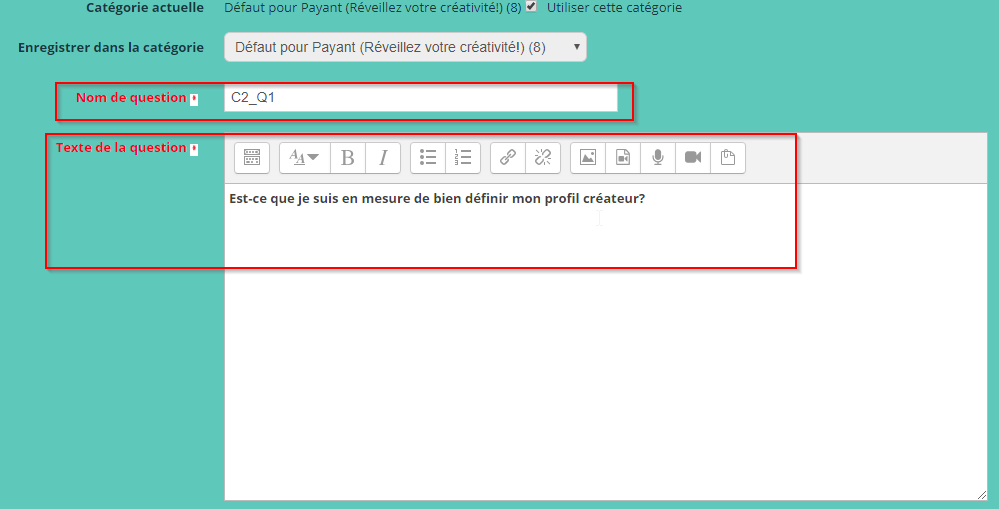 Catégorie actuelle Défaut pour Payant (Réveillez votre créativité!) (8) Utiliser cette catégorie
Enregistrer dans la catégorie Défaut pour Payant (Réveillez votre créativité!) (8)
Nom de question * C2_Q1
Texte de la question *
AA B I
Est-ce que je suis en mesure de bien définir mon profil créateur?